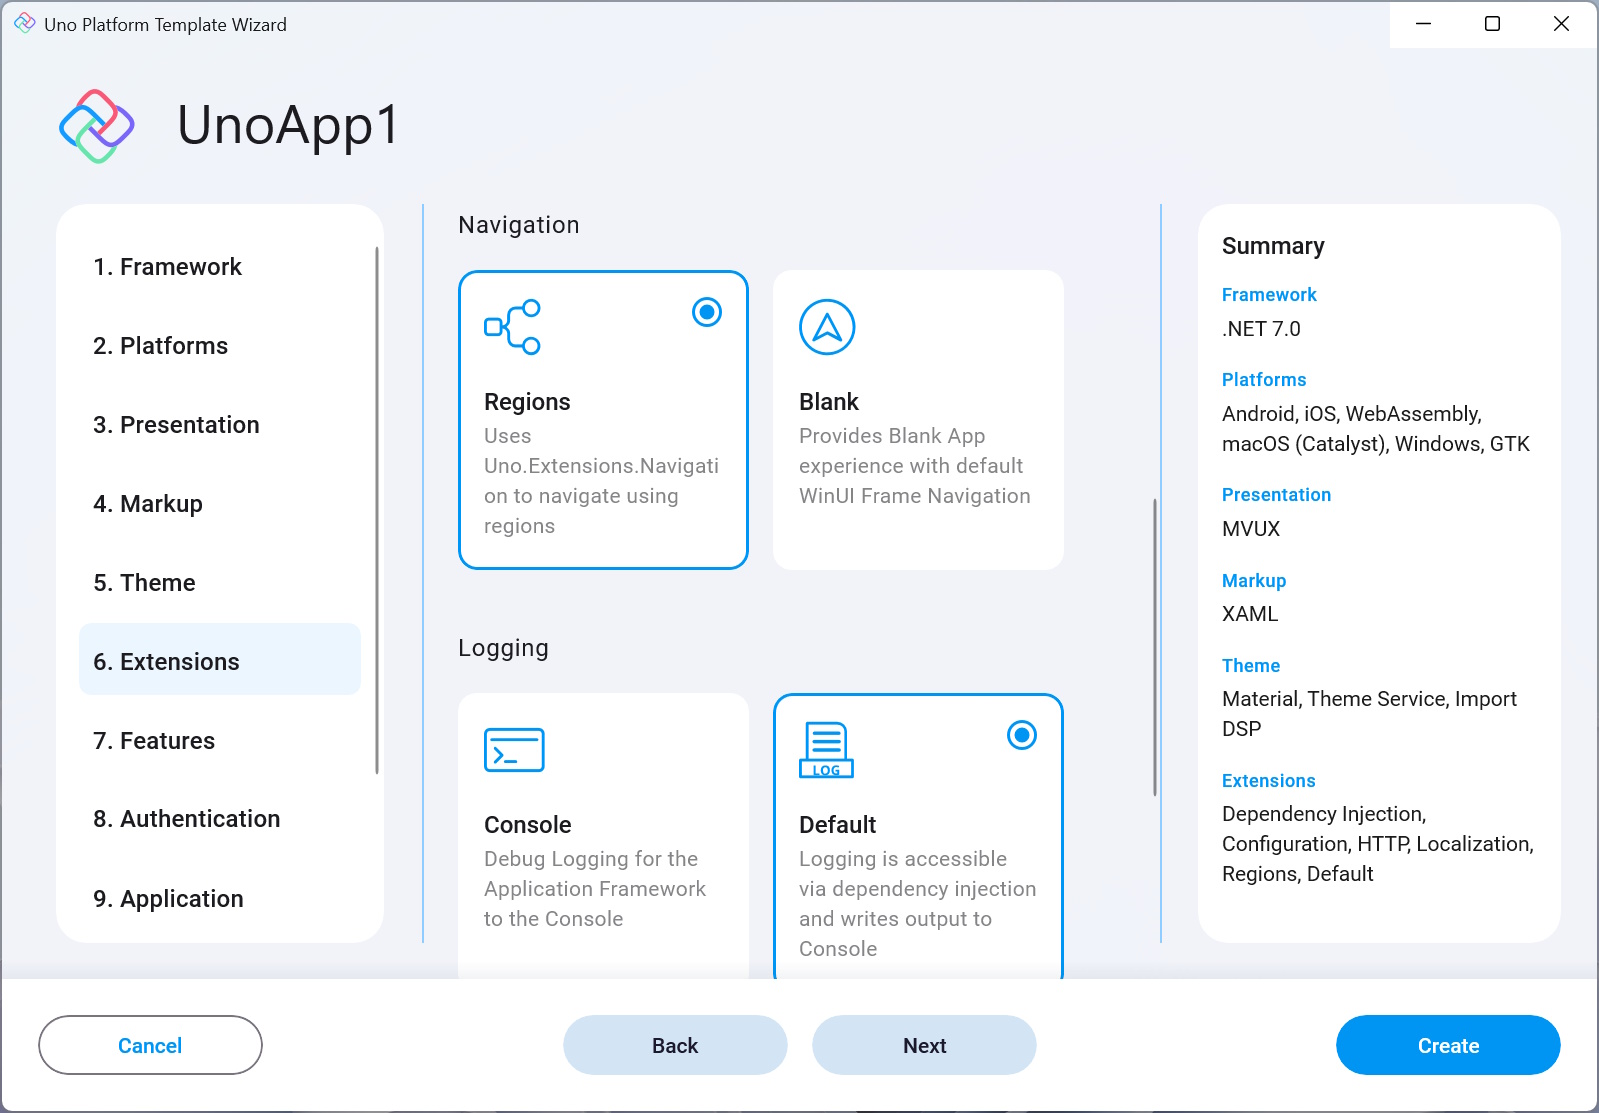 Uno Platform Template Wizard
UnoApp1
1. Framework
2. Platforms
3. Presentation
4. Markup
5. Theme
6. Extensions
7. Features
8. Authentication
9. Application
Navigation
Regions
Uses
Uno.Extensions.Navigati
on to navigate using
regions
Blank
Provides Blank App
experience with default
WinUI Frame Navigation
Logging
Console
Debug Logging for the
Application Framework
to the Console
LOG
Default
Logging is accessible
via dependency injection
and writes output to
Console
Summary
Framework
.NET 7.0
Platforms
Android, iOS, WebAssembly,
macOS (Catalyst), Windows, GTK
Presentation
MVUX
Markup
XAML
Theme
Material, Theme Service, Import
DSP
Extensions
Dependency Injection,
Configuration, HTTP, Localization,
Regions, Default
Cancel
Back
Next
Create